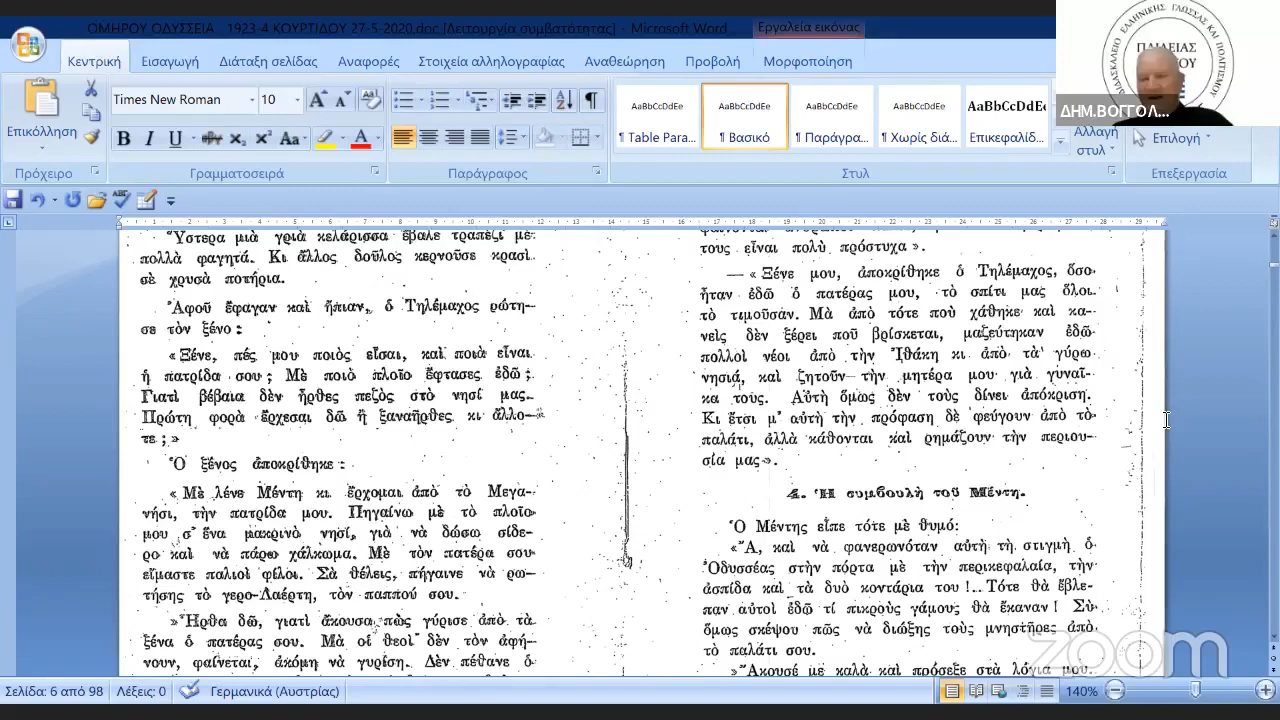 ΟΜΗΡΟΥ ΟΔΥΣΣΕΙΑ _1923-4 ΚΟΥΡΤΙΔΟΥ 27-5-2020.doc [Λειτουργία συμβατότητας] - Microsoft Word...
Εργαλεία εικόνας
Κεντρική
Εισαγωγή
Διάταξη σελίδας
Αναφορές
Στοιχεία αλληλογραφίας
Αναθεώρηση
Προβολή
Μορφοποίηση
ΔΗΜ.ΒΟΓΓΟΛ...
Επικόλληση
Times New Roman
10
AaBbCcDdEe
AaBbCcDdEe
AaBbCcDdEe
AaBbCcDdEe
AaBbCcDdEe
¶ Table Para...
¶ Βασικό
¶ Παράγρα...
¶ Χωρίς διά...
Επικεφαλίδ...
Αλλαγή
στυλ
Επιλογή
Πρόχειρο
Γραμματοσειρά
Παράγραφος
Στυλ
Επεξεργασία
Ὕστερα μιὰ γριὰ κελάρισσα ἔβαλε τραπέζι μὲ
πολλὰ φαγητά. Κι ἄλλος δοῦλος κερνοῦσε κρασὶ
σὲ χρυσὰ ποτήρια.
Ἀφοῦ ἔφαγαν καὶ ἤπιαν, ὁ Τηλέμαχος ρώτη-
σε τὸν ξένο :
« Ξένε, πές μου ποιὸς εἶσαι, καὶ ποιὰ εἶναι
ἡ πατρίδα σου ; Μὲ ποιὸ πλοῖο ἔφτασες ἐδῶ ;
Γιατὶ βέβαια δὲν ἦρθες πεζὸς στὸ νησί μας.
Πρώτη φορὰ ἔρχεσαι δῶ ἢ ξαναῆρθες κι ἄλλο-
τε ; »
Ὁ ξένος ἀποκρίθηκε :
« Μὲ λένε Μέντη κι ἔρχομαι ἀπὸ τὸ Μεγα-
νήσι, τὴν πατρίδα μου. Πηγαίνω μὲ τὸ πλοῖο
μου σ' ἕνα μακρινὸ νησί, γιὰ νὰ δώσω σίδε-
ρο καὶ νὰ πάρω χάλκωμα. Μὲ τὸν πατέρα σου
εἴμαστε παλιοὶ φίλοι. Σὰ θέλεις, πήγαινε νὰ ρω-
τήσης τὸ γερο-Λαέρτη, τὸν παππού σου.
»Ἦρθα δῶ, γιατὶ ἄκουσα πὼς γύρισε ἀπὸ τὰ
ξένα ὁ πατέρας σου. Μὰ οἱ θεοὶ δὲν τὸν ἀφή-
νουν, φαίνεται, ἀκόμη νὰ γυρίση. Δὲν πέθανε ὁ
τους εἶναι πολὺ πρόστυχα ».
— « Ξένε μου, ἀποκρίθηκε ὁ Τηλέμαχος, ὅσο
ἦταν ἐδῶ ὁ πατέρας μου, τὸ σπίτι μας ὅλοι
τὸ τιμοῦσαν. Μὰ ἀπὸ τότε ποὺ χάθηκε καὶ κα-
νεὶς δὲν ξέρει ποῦ βρίσκεται, μαζεύτηκαν ἐδῶ
πολλοὶ νέοι ἀπὸ τὴν Ἰθάκη κι ἀπὸ τὰ γύρω
νησιά, καὶ ζητοῦν τὴν μητέρα μου γιὰ γυναῖ-
κα τους. Αὐτὴ ὅμως δὲν τοὺς δίνει ἀπόκριση.
Κι ἔτσι μ' αὐτὴ τὴν πρόφαση δὲ φεύγουν ἀπὸ τὸ
παλάτι, ἀλλὰ κάθονται καὶ ρημάζουν τὴν περιου-
σία μας ».
4. Ἡ συμβουλὴ τοῦ Μέντη.
Ὁ Μέντης εἶπε τότε μὲ θυμό:
«Ἄ, καὶ νὰ φανερωνόταν αὐτὴ τὴ στιγμὴ ὁ
Ὀδυσσέας στὴν πόρτα μὲ τὴν περικεφαλαία, τὴν
ἀσπίδα καὶ τὰ δυὸ κοντάρια του !.. Τότε θὰ ἔβλε-
παν αὐτοὶ ἐδῶ τί πικροὺς γάμους θὰ ἔκαναν ! Σὺ
ὅμως σκέψου πῶς νὰ διώξης τοὺς μνηστῆρες ἀπὸ
τὸ παλάτι σου.
»Ἄκουσέ με καλὰ καὶ πρόσεξε στὰ λόγια μου.
zoom
Σελίδα: 6 από 98
Λέξεις: 0
Γερμανικά (Αυστρίας)
140%